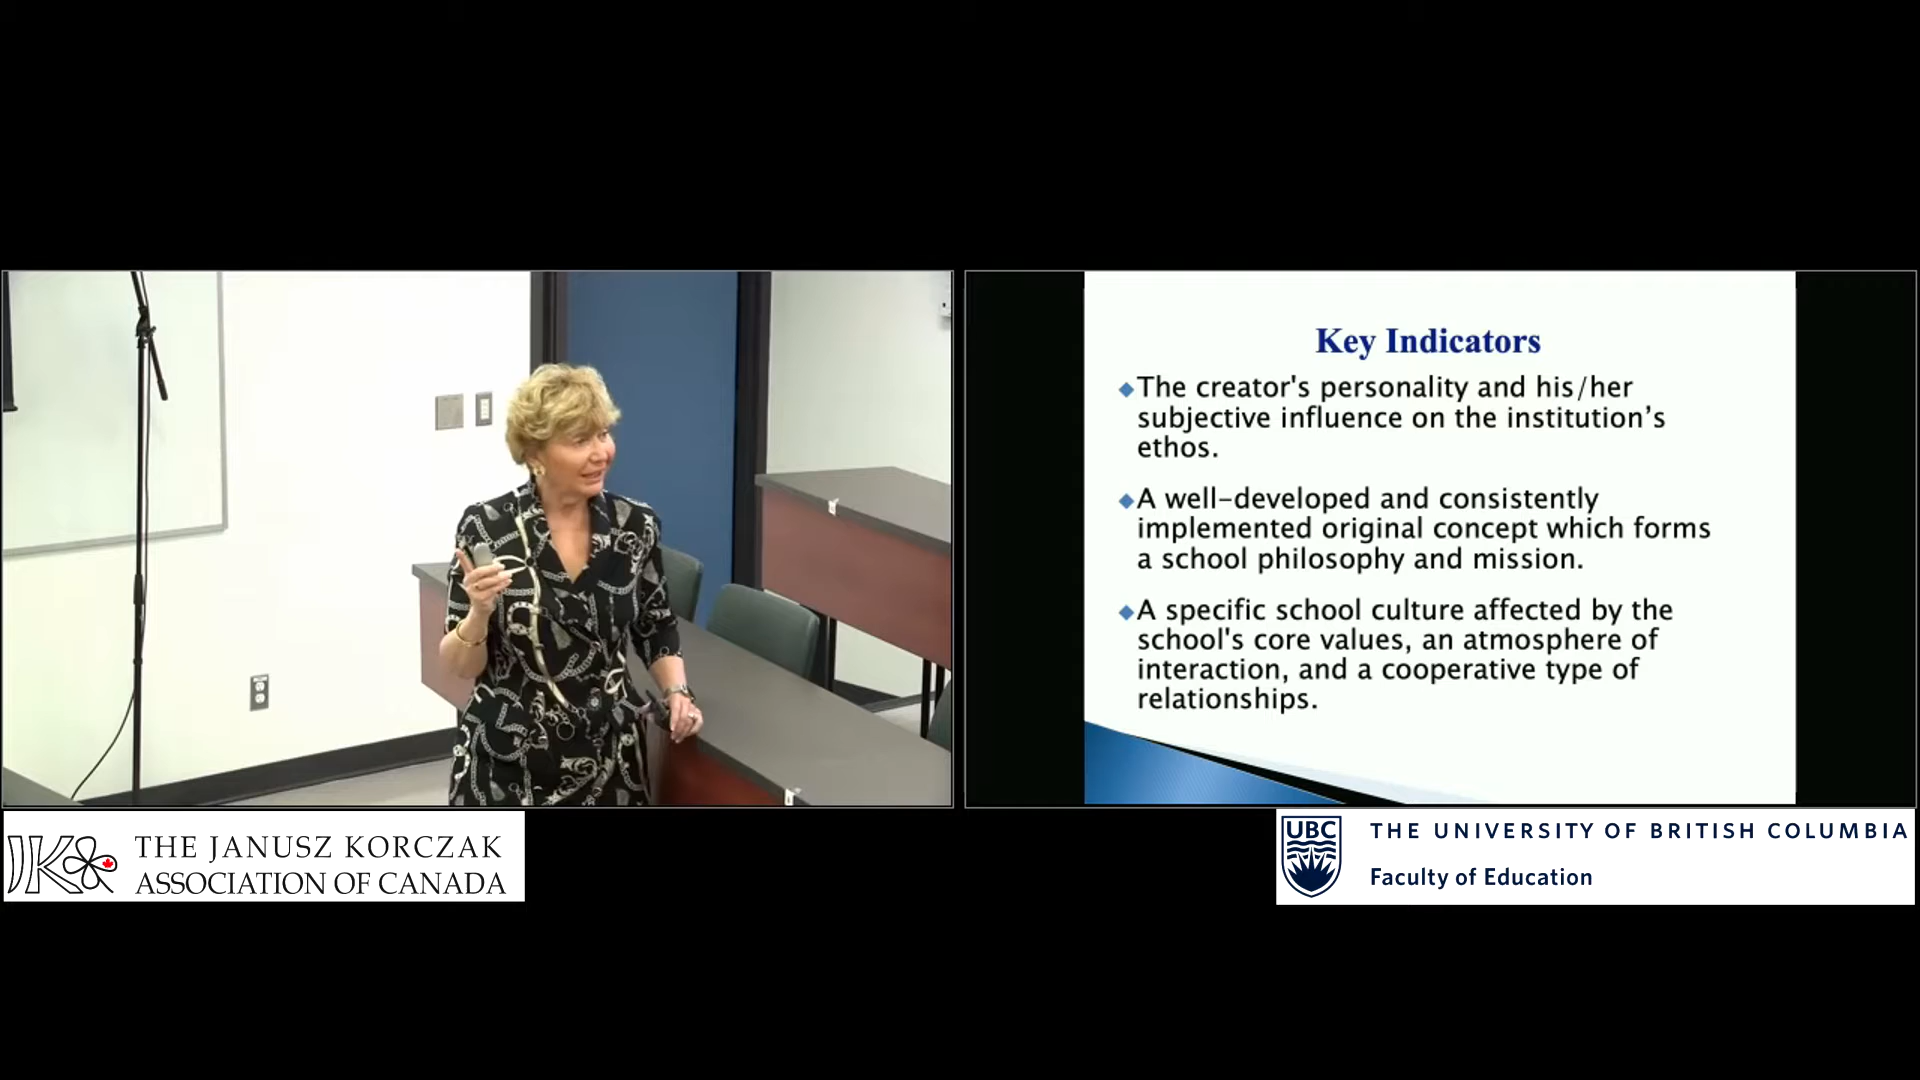 Key Indicators
The creator's personality and his/her
subjective influence on the institution’s
ethos.
A well-developed and consistently
implemented original concept which forms
a school philosophy and mission.
A specific school culture affected by the
school's core values, an atmosphere of
interaction, and a cooperative type of
relationships.
JK
THE JANUSZ KORCZAK
ASSOCIATION OF CANADA
UBC
THE UNIVERSITY OF BRITISH COLUMBIA
Faculty of Education